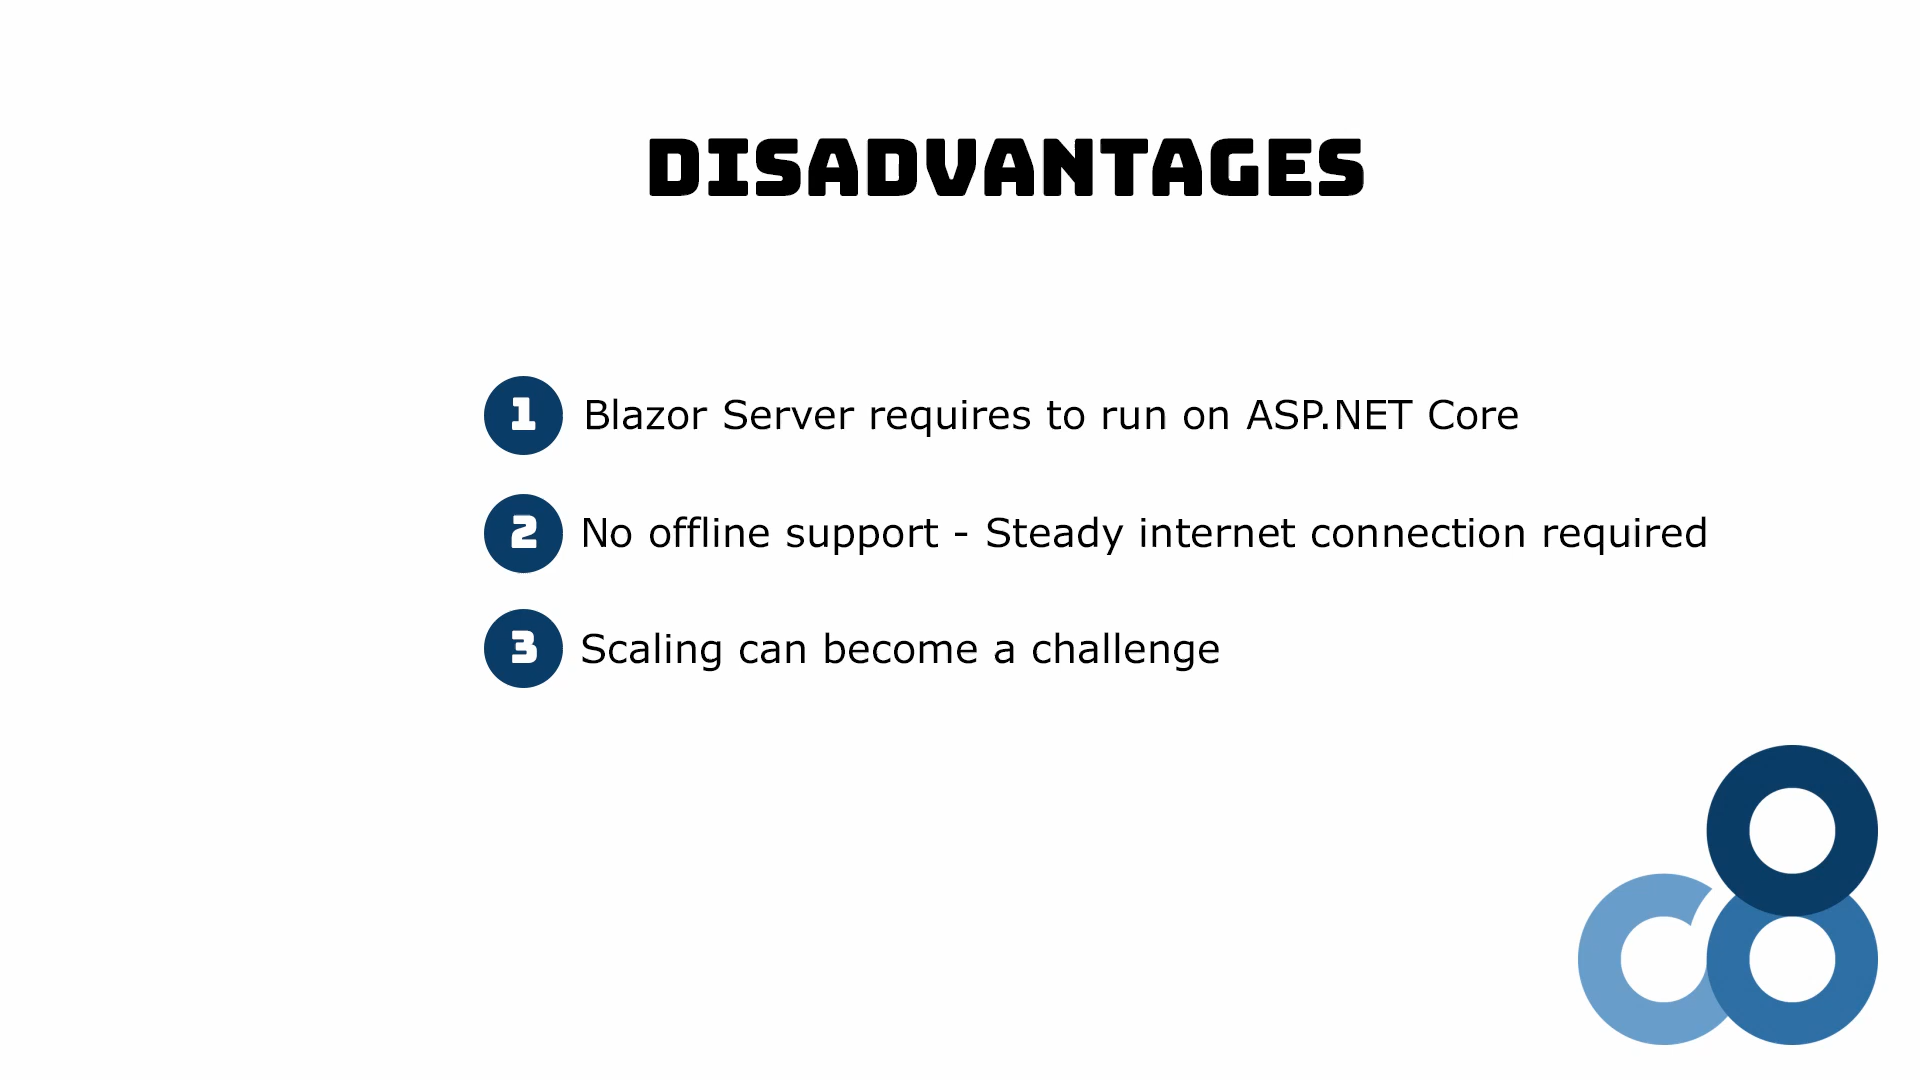 DISADVANTAGES
1 Blazor Server requires to run on ASP.NET Core
2 No offline support - Steady internet connection required
3 Scaling can become a challenge